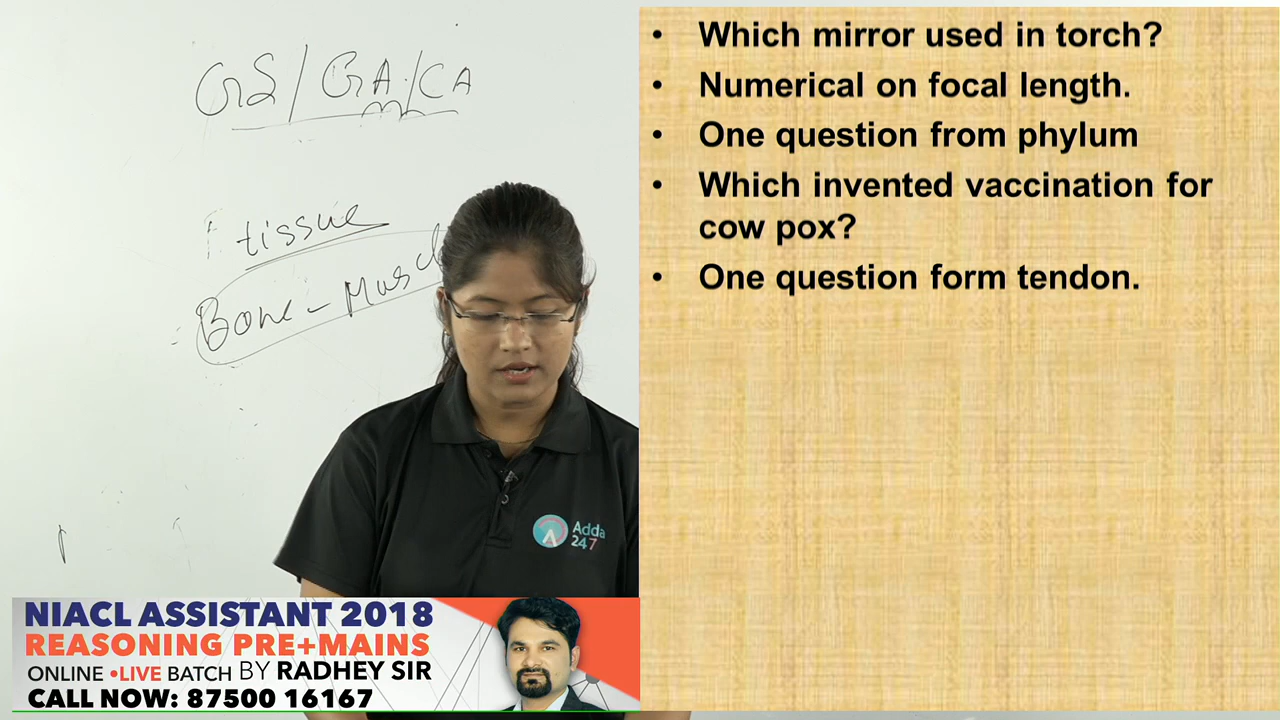 GS / GA / CA
tissue
Bone - Muscl
• Which mirror used in torch?
• Numerical on focal length.
• One question from phylum
• Which invented vaccination for
cow pox?
• One question form tendon.
Adda
247
NIACL ASSISTANT 2018
REASONING PRE+MAINS
ONLINE •LIVE BATCH BY RADHEY SIR
CALL NOW: 87500 16167